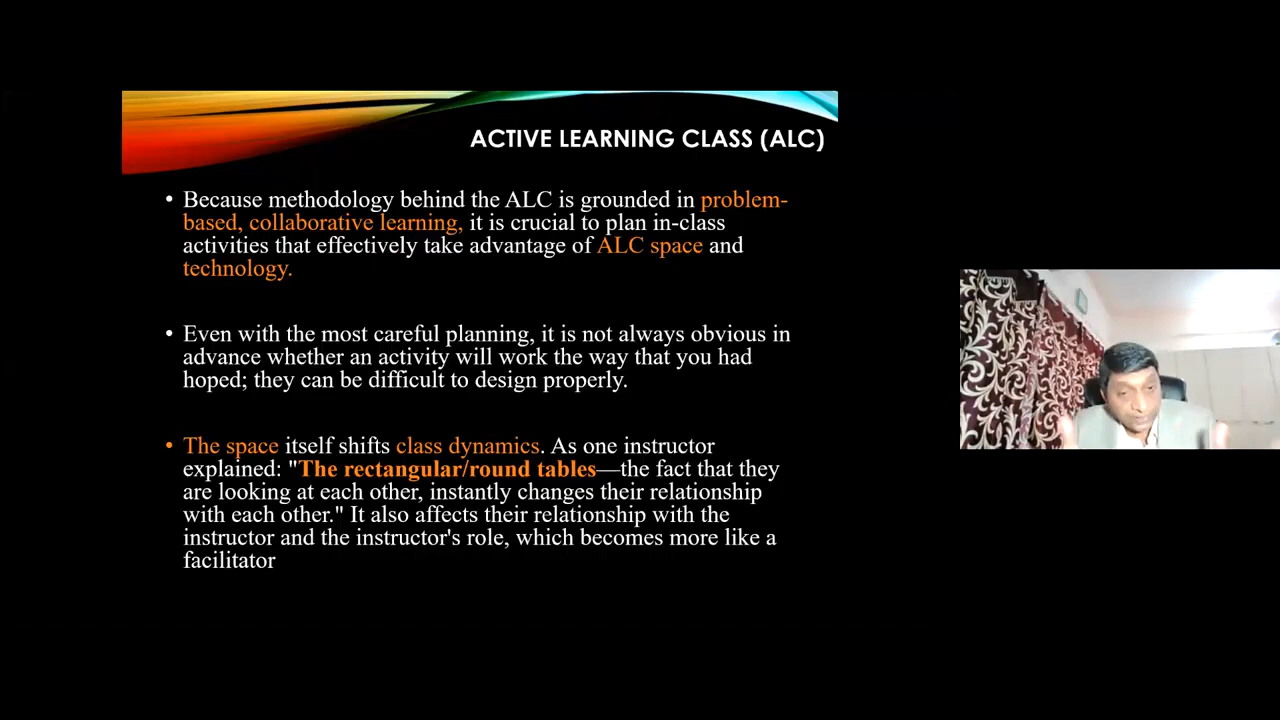 ACTIVE LEARNING CLASS (ALC)
• Because methodology behind the ALC is grounded in problem-
based, collaborative learning, it is crucial to plan in-class
activities that effectively take advantage of ALC space and
technology.
• Even with the most careful planning, it is not always obvious in
advance whether an activity will work the way that you had
hoped; they can be difficult to design properly.
• The space itself shifts class dynamics. As one instructor
explained: "The rectangular/round tables—the fact that they
are looking at each other, instantly changes their relationship
with each other." It also affects their relationship with the
instructor and the instructor's role, which becomes more like a
facilitator